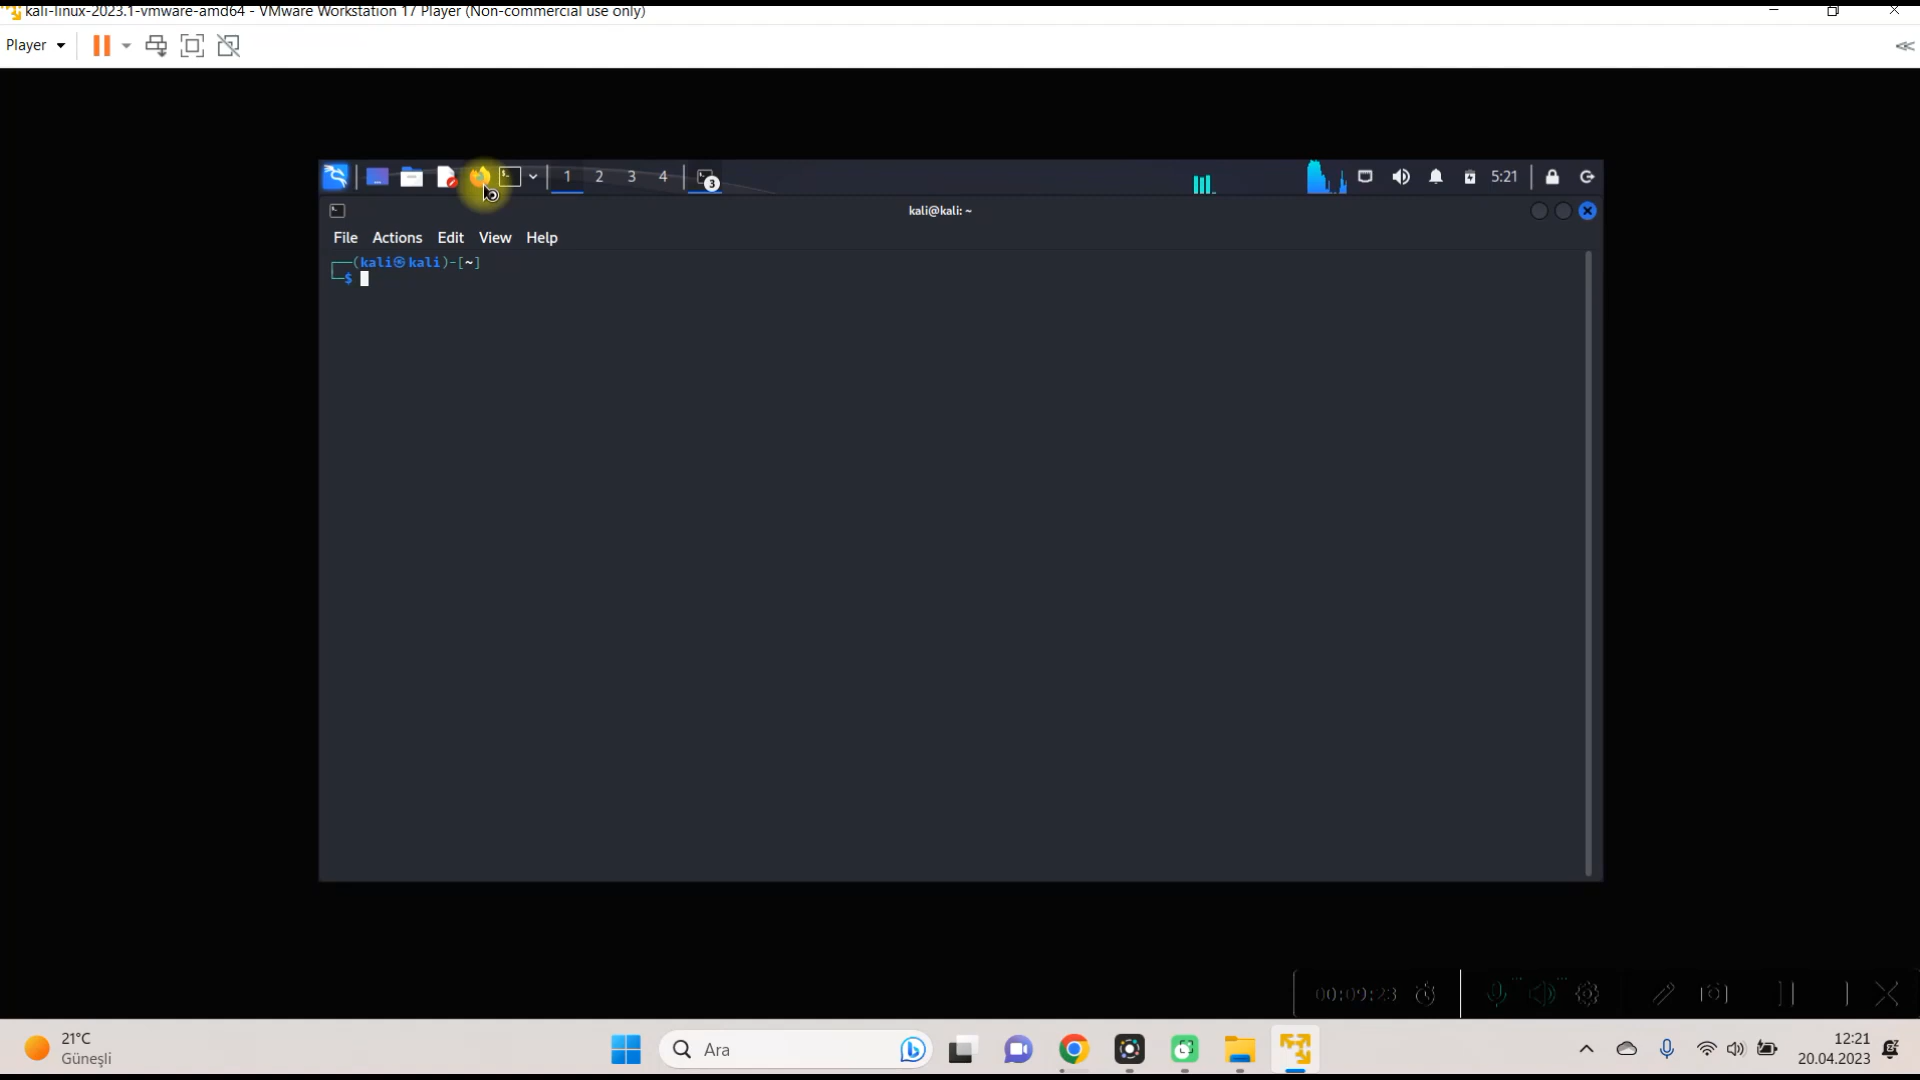 kali-linux-2023.1-vmware-amd64 - VMware Workstation 17 Player (Non-commercial use only)
Player
1 2 3 4 3 5:21
kali@kali: ~
File Actions Edit View Help
┌──(kali㉿kali)-[~]
└─$
00:09:23
21°C
Güneşli
Ara
12:21
20.04.2023